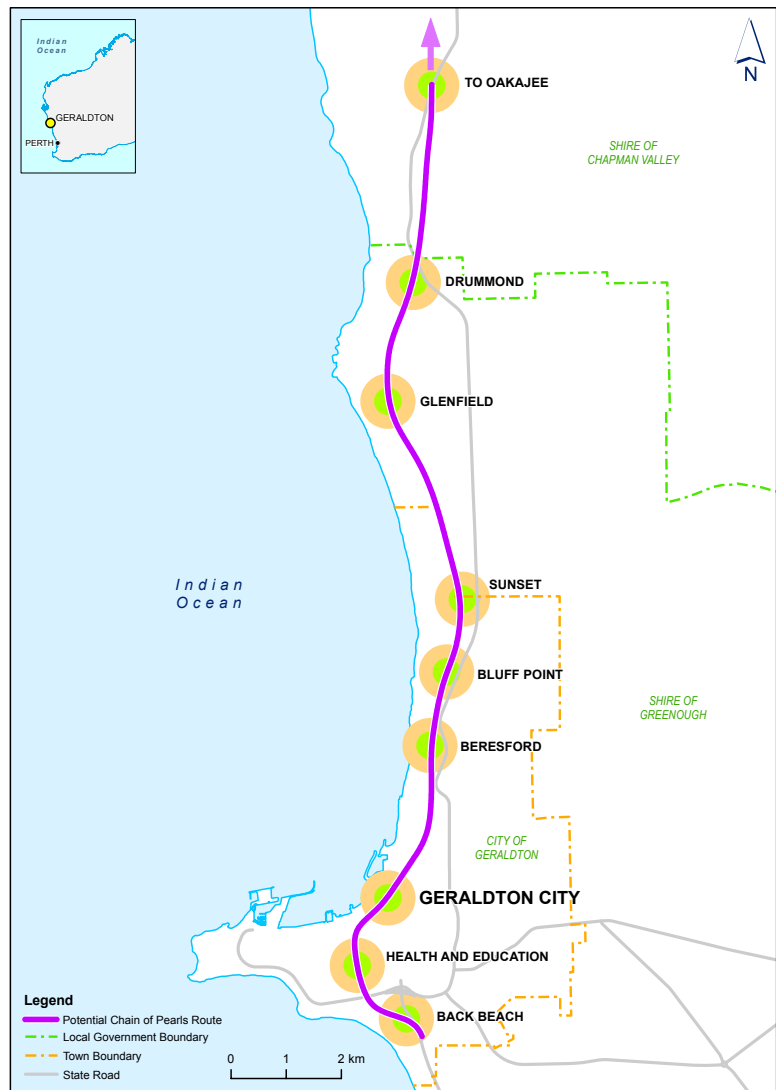 Indian
Ocean
GERALDTON
PERTH
N
TO OAKAJEE
SHIRE OF
CHAPMAN VALLEY
DRUMMOND
GLENFIELD
SUNSET
Indian
Ocean
BLUFF POINT
SHIRE OF
GREENOUGH
BERESFORD
CITY OF
GERALDTON
GERALDTON CITY
HEALTH AND EDUCATION
BACK BEACH
Legend
Potential Chain of Pearls Route
Local Government Boundary
Town Boundary
State Road
0 1 2 km